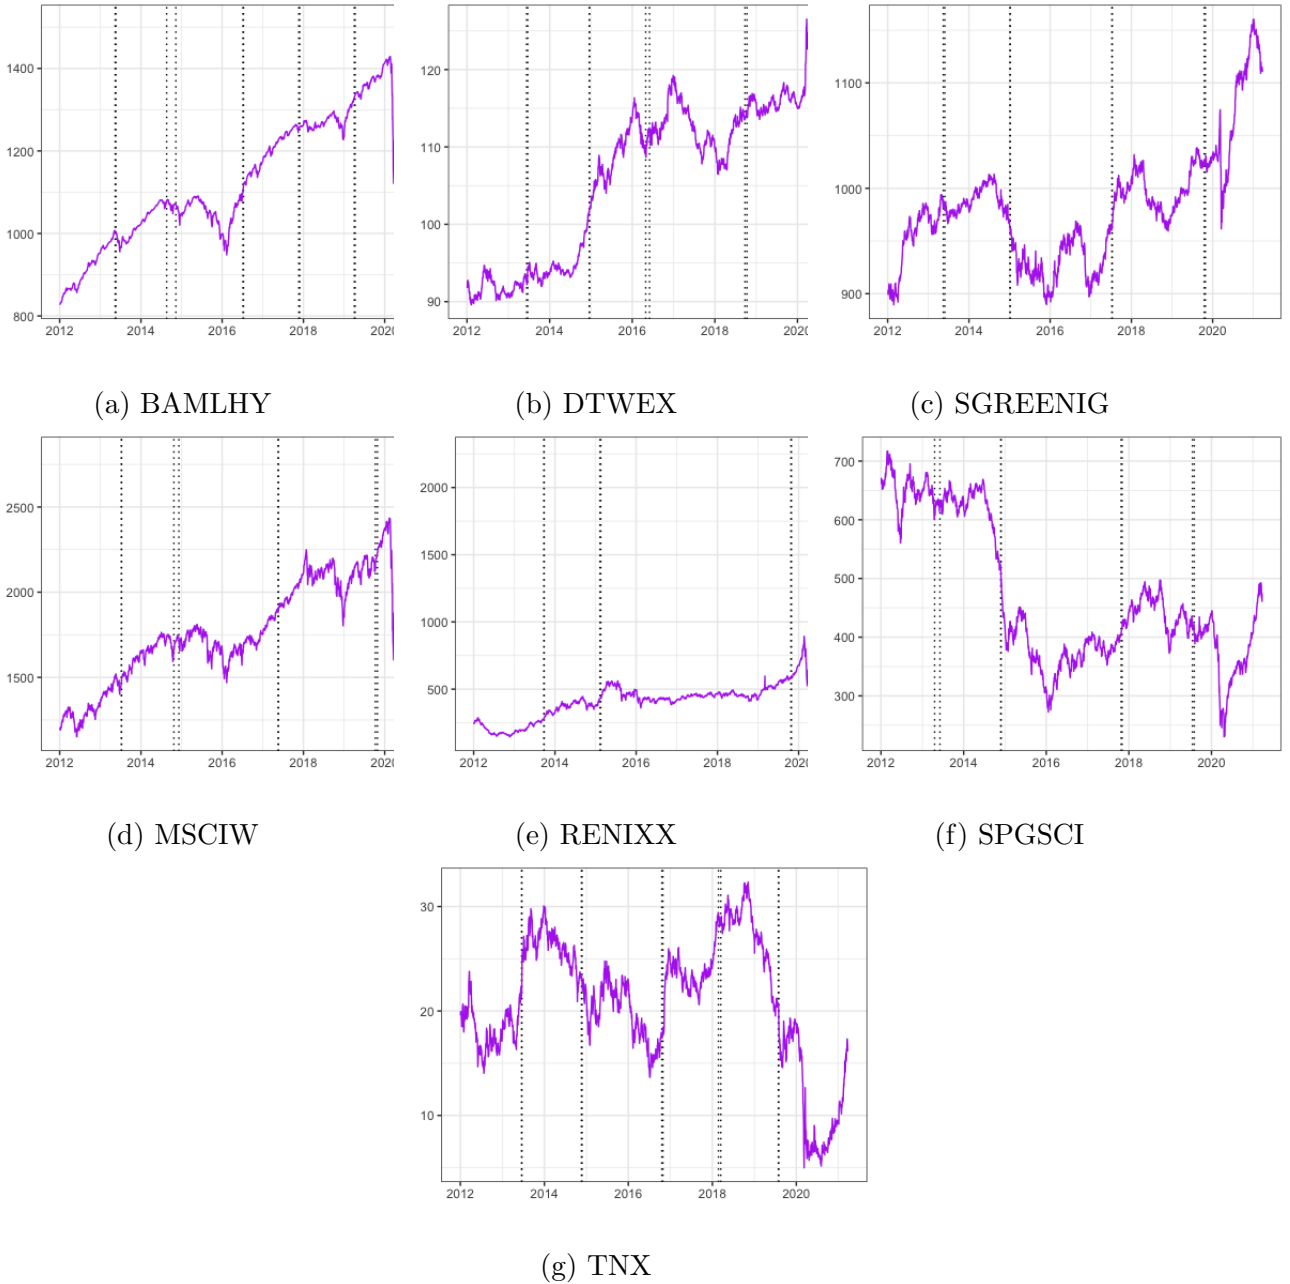 120
1400
1100
1200
110
1000
1000
100
900
90
800
2012 2014 2016 2018 2020
2012 2014 2016 2018 2020
2012 2014 2016 2018 2020
(a) BAMLHY
(b) DTWEX
(c) SGREENIG
700
2500
2000
600
1500
2000
500
1000
400
1500
500
300
2012 2014 2016 2018 2020
2012 2014 2016 2018 2020
2012 2014 2016 2018 2020
(d) MSCIW
(e) RENIXX
(f) SPGSCI
30
20
10
2012 2014 2016 2018 2020
(g) TNX